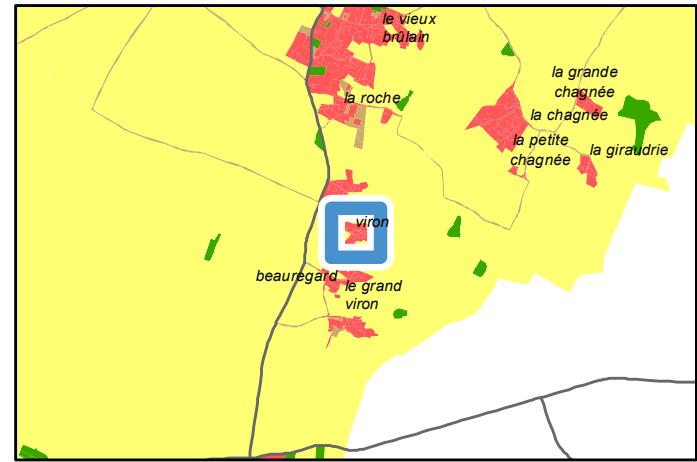 le vieux
brûlain
la roche
la grande
chagnée
la chagnée
la petite
chagnée
la giraudrie
viron
beauregard
le grand
viron